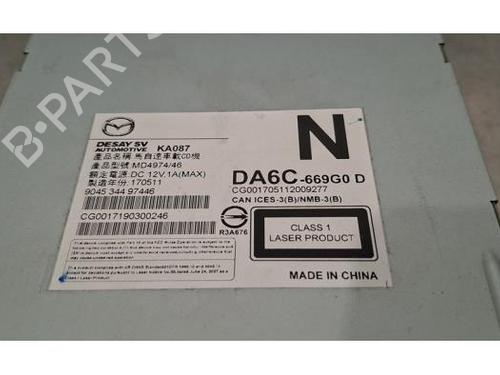 B-PARTS
DESAY SV
AUTOMOTIVE KA087
產品名稱:馬自達車載CD機
產品型號:MD4974/46
額定電源:DC 12V,1A(MAX)
製造年份:170511
9045 344 97446
CG0017190300246
R3A676
N
DA6C-669G0 D
CG001705112009277
CAN ICES-3(B)/NMB-3(B)
CLASS 1
LASER PRODUCT
MADE IN CHINA